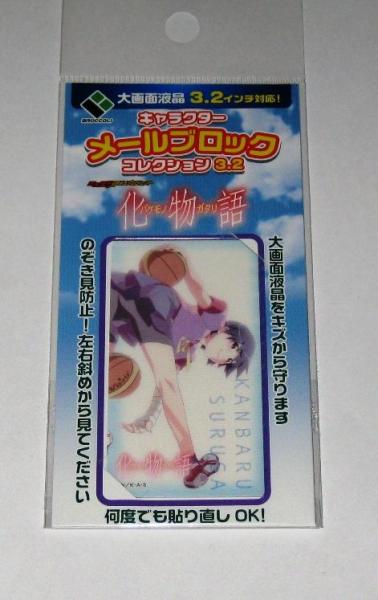 BROCCOLI
大画面液晶 3.2インチ対応!
キャラクター
メールブロック
コレクション3.2
化物語
バケモノガタリ
大画面液晶をキズから守ります
のぞき見防止!左右斜めから見てください
KANBARU
SURUGA
化物語
何度でも貼り直しOK!